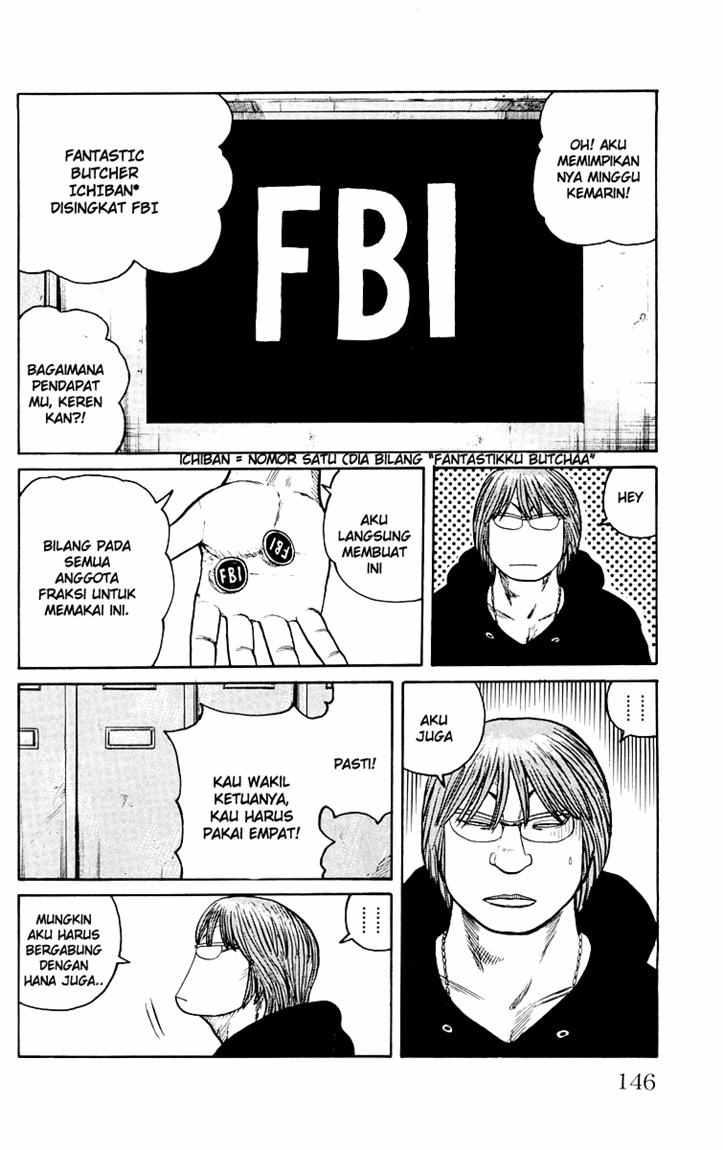 OH! AKU
MEMIMPIKAN
NYA MINGGU
KEMARIN!
FBI
FANTASTIC
BUTCHER
ICHIBAN*
DISINGKAT FBI
BAGAIMANA
PENDAPAT
MU, KEREN
KAN?!
ICHIBAN = NOMOR SATU (DIA BILANG "FANTASTIKKU BUTCHAA"
HEY
AKU
LANGSUNG
MEMBUAT
INI
FBI
FBI
BILANG PADA
SEMUA
ANGGOTA
FRAKSI UNTUK
MEMAKAI INI.
......
AKU
JUGA
PASTI!
KAU WAKIL
KETUANYA,
KAU HARUS
PAKAI EMPAT!
......
MUNGKIN
AKU HARUS
BERGABUNG
DENGAN
HANA JUGA..
146